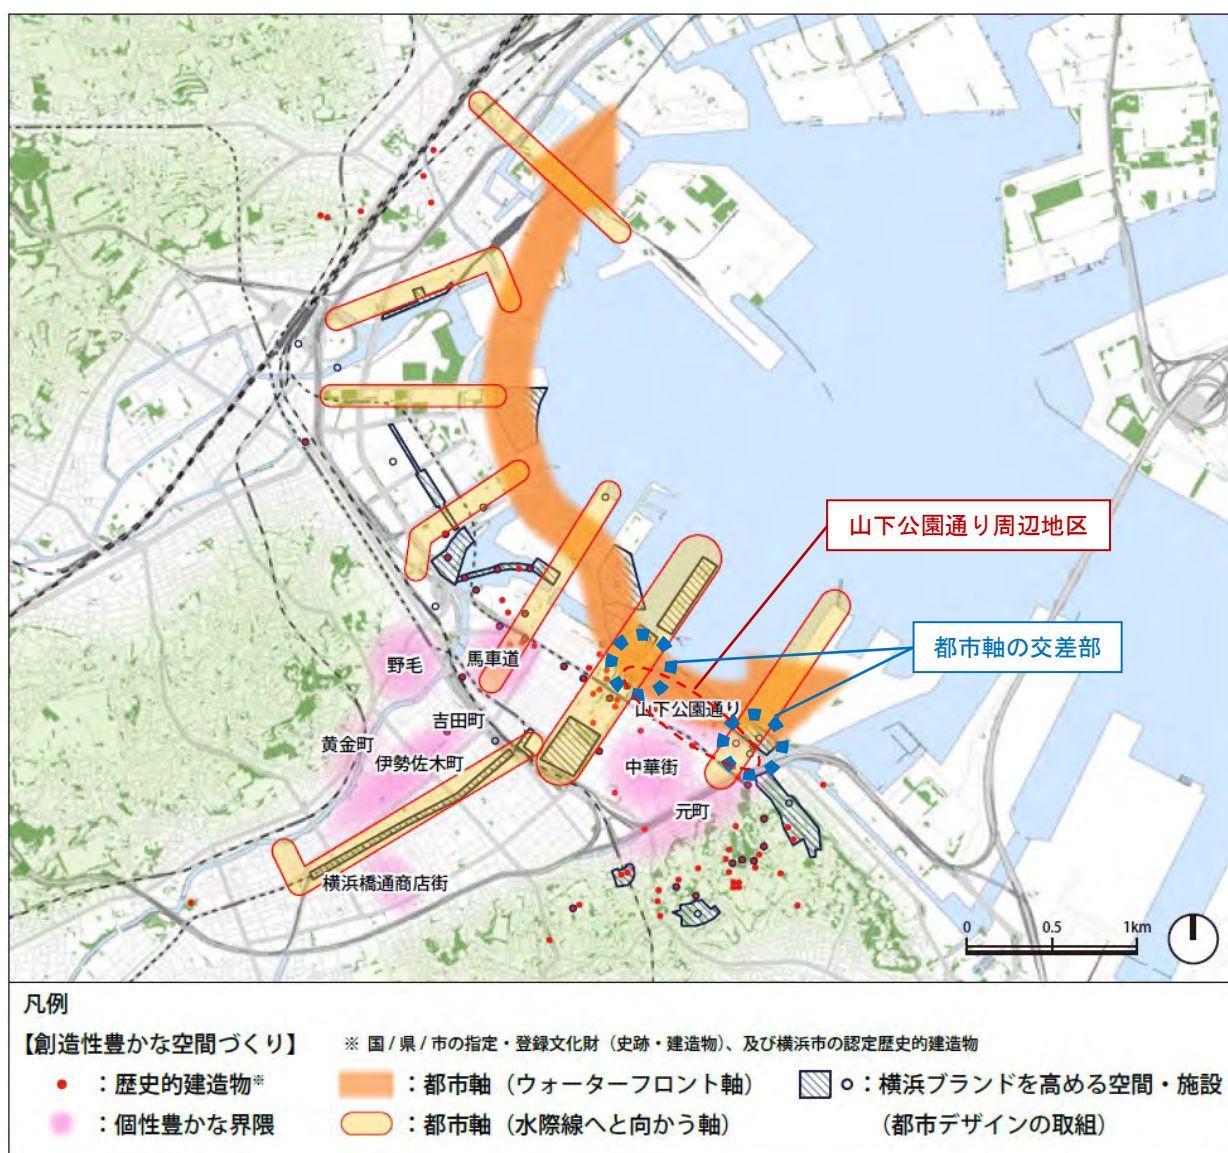 山下公園通り周辺地区
都市軸の交差部
野毛
馬車道
山下公園通り
吉田町
黄金町
伊勢佐木町
中華街
元町
横浜橋通商店街
0 0.5 1km
凡例
【創造性豊かな空間づくり】 ※ 国 / 県 / 市の指定・登録文化財（史跡・建造物）、及び横浜市の認定歴史的建造物
：歴史的建造物※ ：都市軸（ウォーターフロント軸） ：横浜ブランドを高める空間・施設
：個性豊かな界隈 ：都市軸（水際線へと向かう軸） （都市デザインの取組）